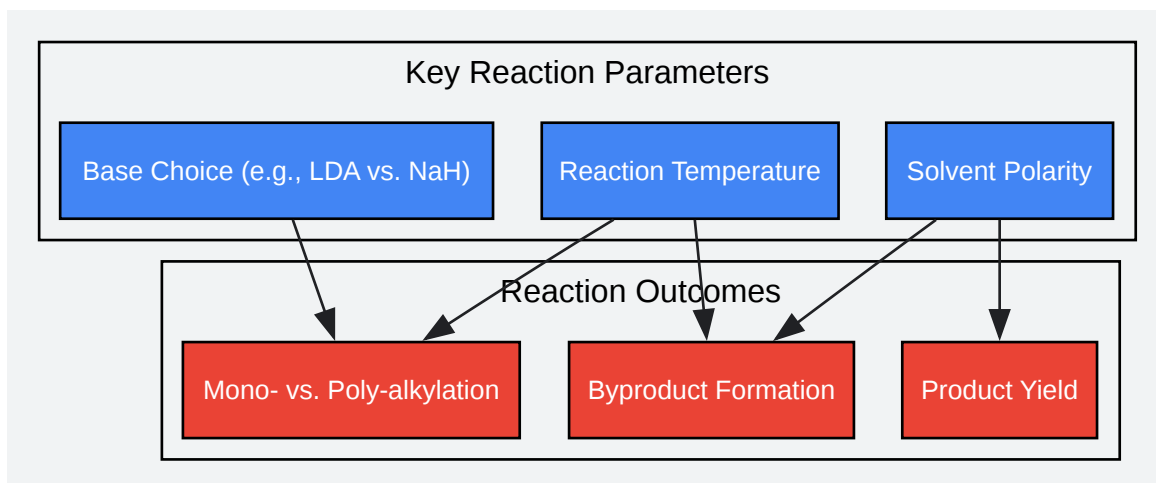 Key Reaction Parameters
Base Choice (e.g., LDA vs. NaH)
Reaction Temperature
Solvent Polarity
Reaction Outcomes
Mono- vs. Poly-alkylation
Byproduct Formation
Product Yield